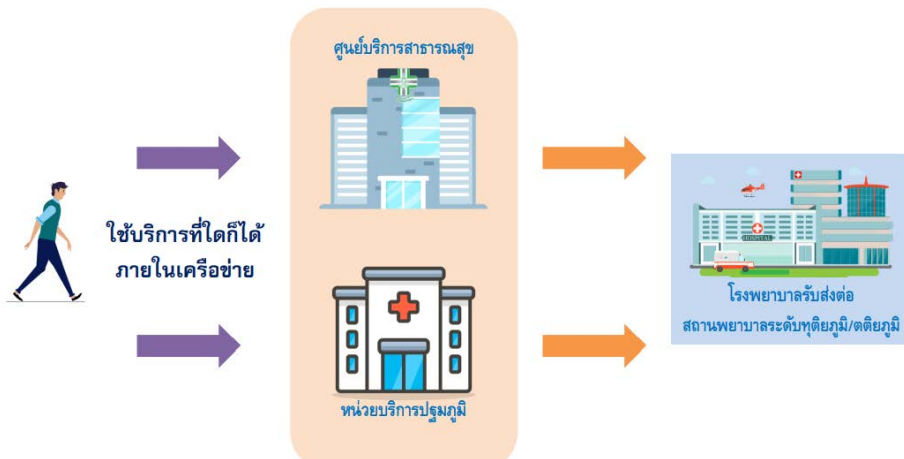 ศูนย์บริการสาธารณสุข
ใช้บริการที่ใดก็ได้
ภายในเครือข่าย
หน่วยบริการปฐมภูมิ
HOSPITAL
โรงพยาบาลรับส่งต่อ
สถานพยาบาลระดับทุติยภูมิ/ตติยภูมิ